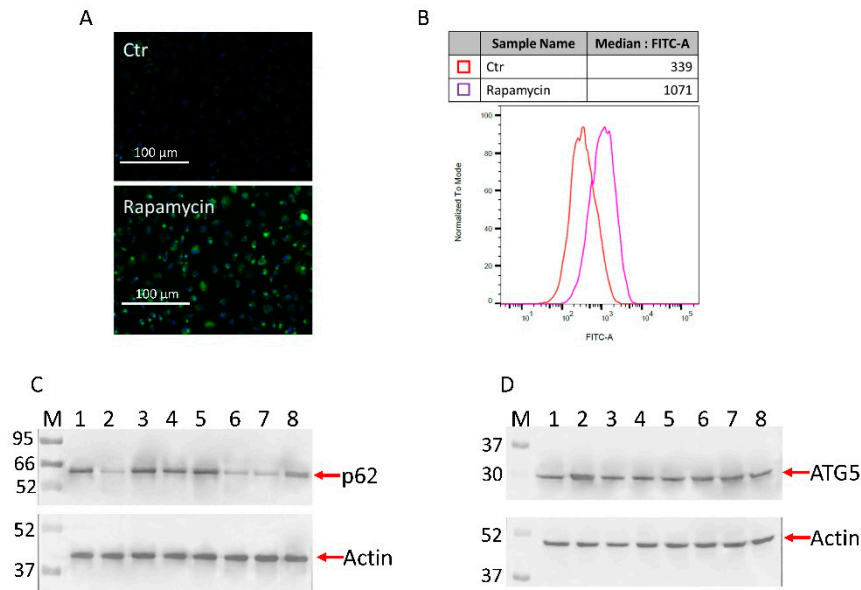 A
Ctr
100 µm
Rapamycin
100 µm
B
Sample Name Median : FITC-A
Ctr 339
Rapamycin 1071
100
80
60
40
20
0
Normalized To Mode
10^1 10^2 10^3 10^4 10^5
FITC-A
C
M 1 2 3 4 5 6 7 8
95
66
52
p62
52
37
Actin
D
M 1 2 3 4 5 6 7 8
37
30
ATG5
52
37
Actin